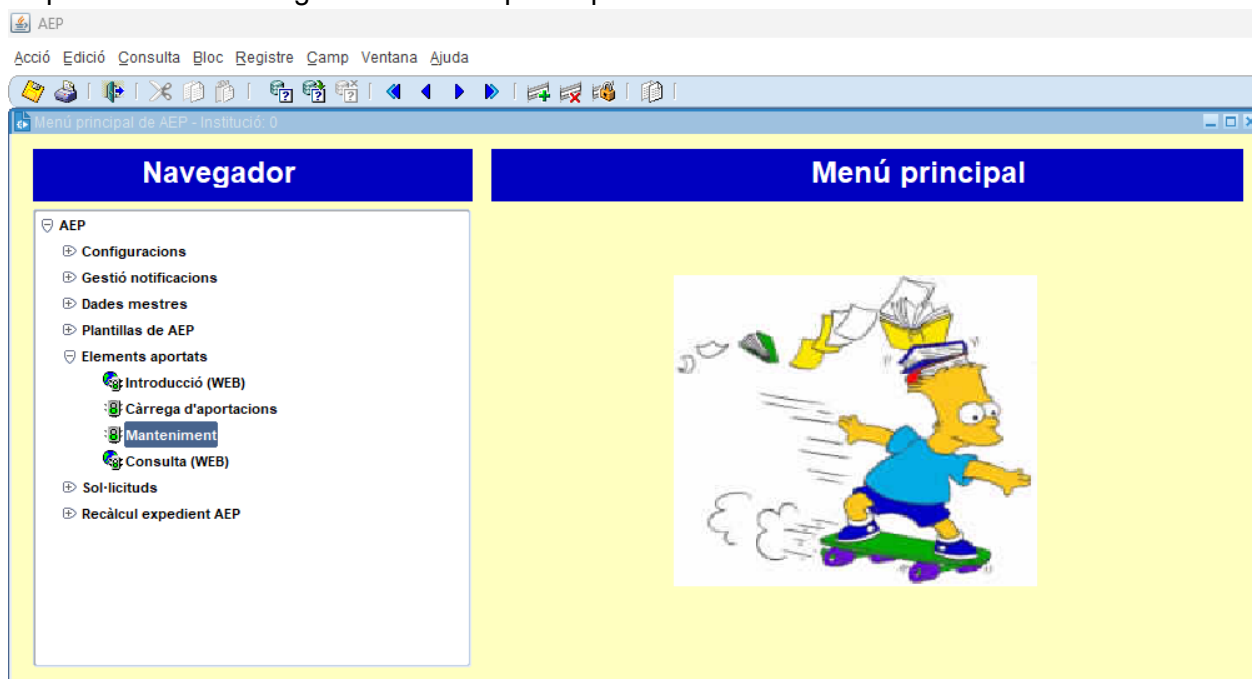 AEP
Acció Edició Consulta Bloc Registre Camp Ventana Ajuda
Menú principal de AEP - Institució: 0
Navegador
Menú principal
AEP
Configuracions
Gestió notificacions
Dades mestres
Plantillas de AEP
Elements aportats
Introducció (WEB)
Càrrega d'aportacions
Manteniment
Consulta (WEB)
Sol·licituds
Recàlcul expedient AEP